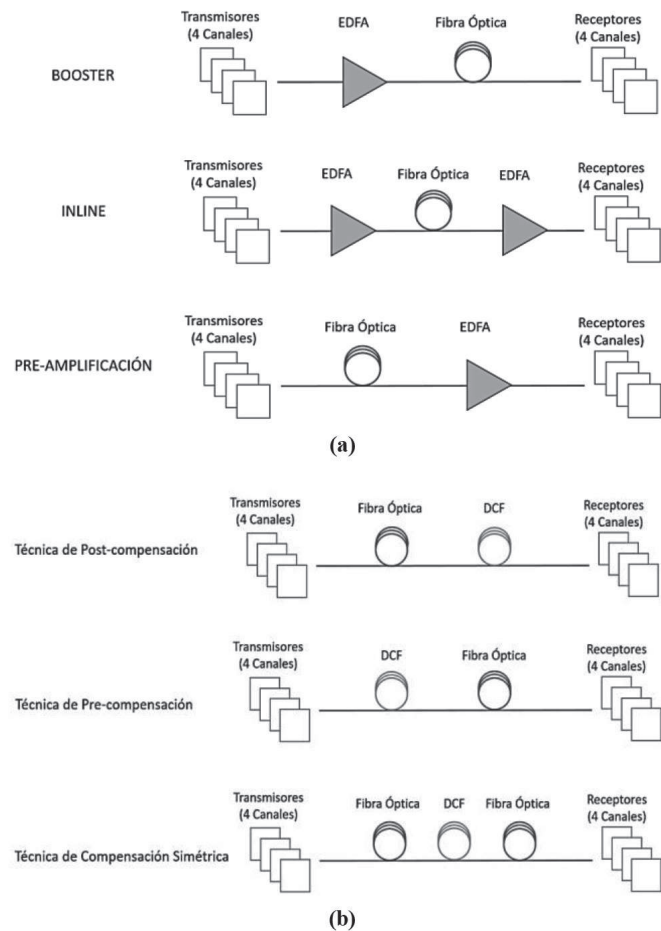 Transmisores
(4 Canales)
EDFA
Fibra Óptica
Receptores
(4 Canales)
BOOSTER
Transmisores
(4 Canales)
EDFA
Fibra Óptica
EDFA
Receptores
(4 Canales)
INLINE
Transmisores
(4 Canales)
Fibra Óptica
EDFA
Receptores
(4 Canales)
PRE-AMPLIFICACIÓN
(a)
Transmisores
(4 Canales)
Fibra Óptica
DCF
Receptores
(4 Canales)
Técnica de Post-compensación
Transmisores
(4 Canales)
DCF
Fibra Óptica
Receptores
(4 Canales)
Técnica de Pre-compensación
Transmisores
(4 Canales)
Fibra Óptica
DCF
Fibra Óptica
Receptores
(4 Canales)
Técnica de Compensación Simétrica
(b)